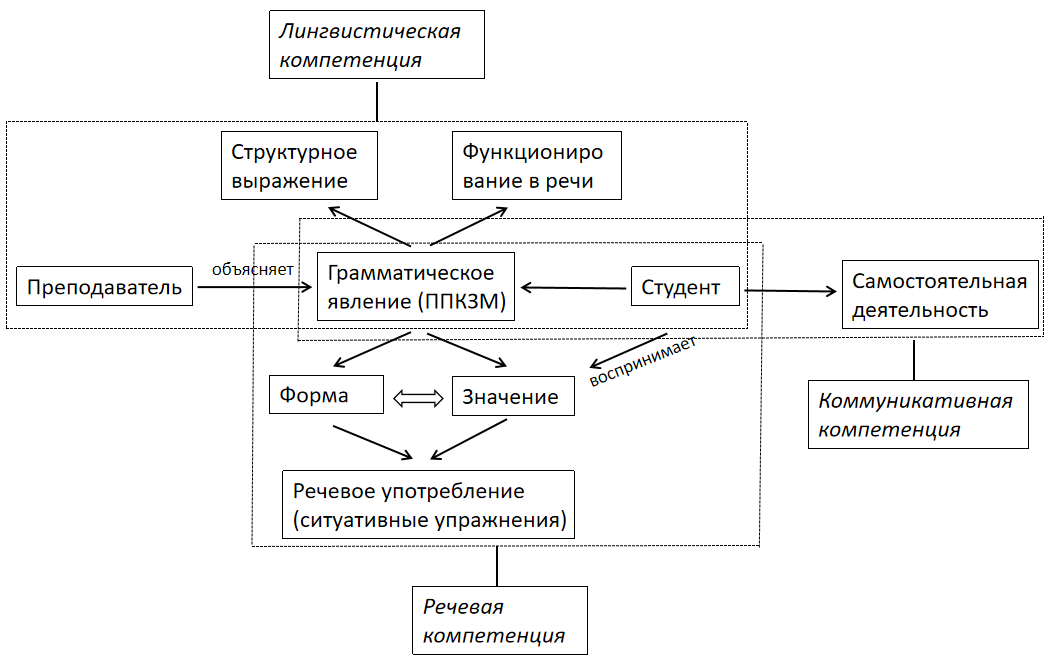 Лингвистическая
компетенция
Структурное
выражение
Функциониро
вание в речи
объясняет
Преподаватель
Грамматическое
явление (ППКЗМ)
Студент
Самостоятельная
деятельность
воспринимает
Форма
Значение
Коммуникативная
компетенция
Речевое употребление
(ситуативные упражнения)
Речевая
компетенция